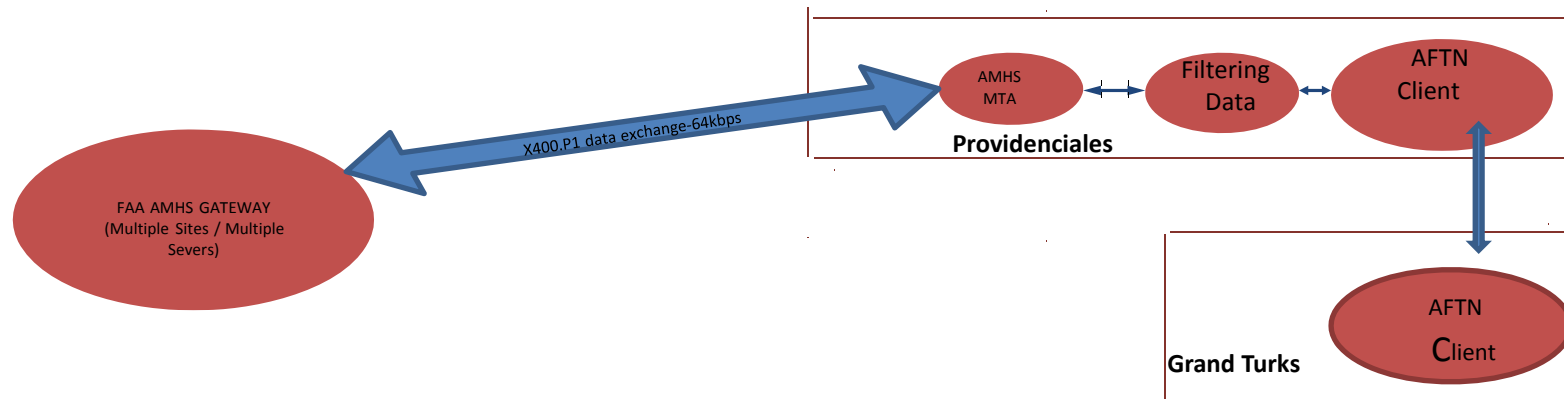 FAA AMHS GATEWAY
(Multiple Sites / Multiple
Severs)
X400.P1 data exchange-64kbps
AMHS
MTA
Filtering
Data
AFTN
Client
Providenciales
AFTN
Client
Grand Turks